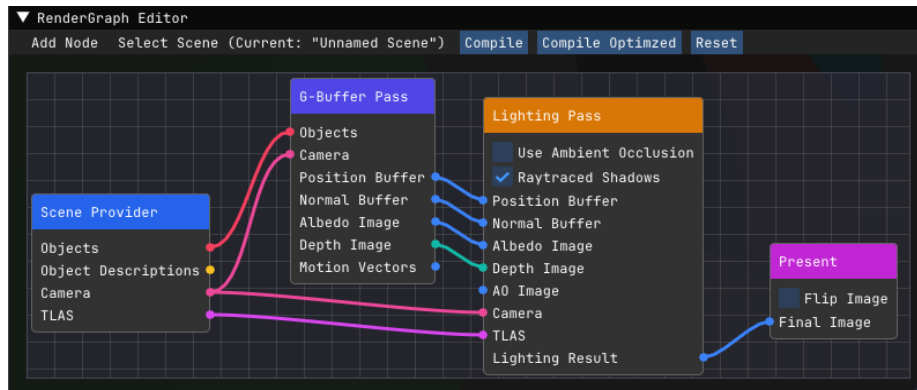 RenderGraph Editor
Add Node Select Scene (Current: "Unnamed Scene") Compile Compile Optimzed Reset
G-Buffer Pass
Objects
Camera
Position Buffer
Normal Buffer
Albedo Image
Depth Image
Motion Vectors
Lighting Pass
Use Ambient Occlusion
Raytraced Shadows
Position Buffer
Normal Buffer
Albedo Image
Depth Image
AO Image
Camera
TLAS
Lighting Result
Scene Provider
Objects
Object Descriptions
Camera
TLAS
Present
Flip Image
Final Image